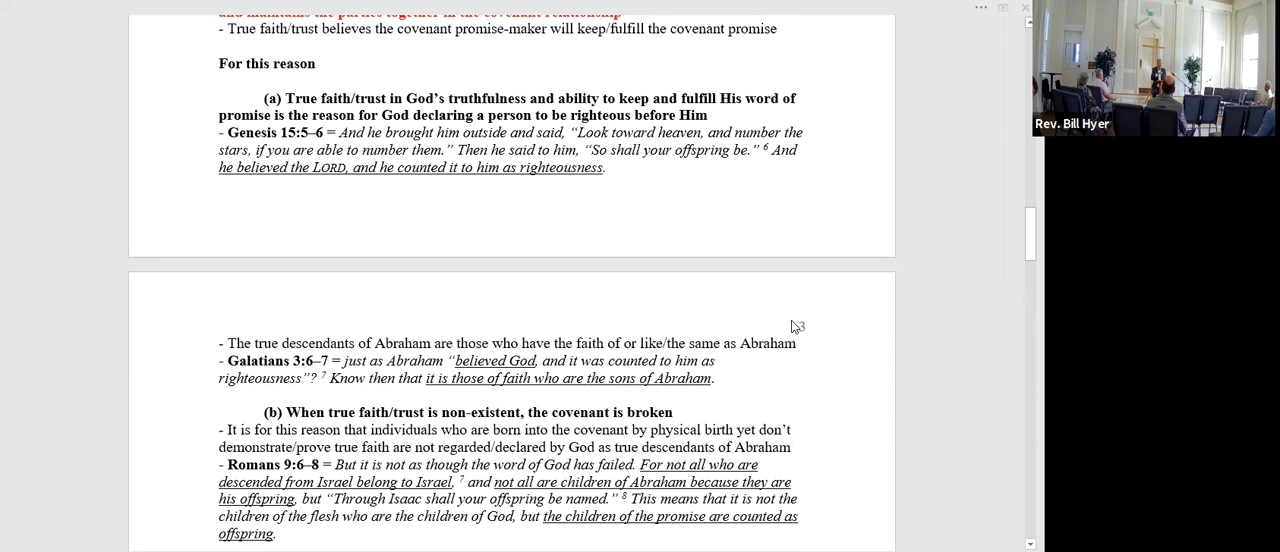 and maintains the parties together in the covenant relationship
- True faith/trust believes the covenant promise-maker will keep/fulfill the covenant promise
For this reason
(a) True faith/trust in God’s truthfulness and ability to keep and fulfill His word of
promise is the reason for God declaring a person to be righteous before Him
- Genesis 15:5–6 = And he brought him outside and said, “Look toward heaven, and number the
stars, if you are able to number them.” Then he said to him, “So shall your offspring be.” 6 And
he believed the LORD, and he counted it to him as righteousness.
3
- The true descendants of Abraham are those who have the faith of or like/the same as Abraham
- Galatians 3:6–7 = just as Abraham “believed God, and it was counted to him as
righteousness”? 7 Know then that it is those of faith who are the sons of Abraham.
(b) When true faith/trust is non-existent, the covenant is broken
- It is for this reason that individuals who are born into the covenant by physical birth yet don’t
demonstrate/prove true faith are not regarded/declared by God as true descendants of Abraham
- Romans 9:6–8 = But it is not as though the word of God has failed. For not all who are
descended from Israel belong to Israel, 7 and not all are children of Abraham because they are
his offspring, but “Through Isaac shall your offspring be named.” 8 This means that it is not the
children of the flesh who are the children of God, but the children of the promise are counted as
offspring.
Rev. Bill Hyer